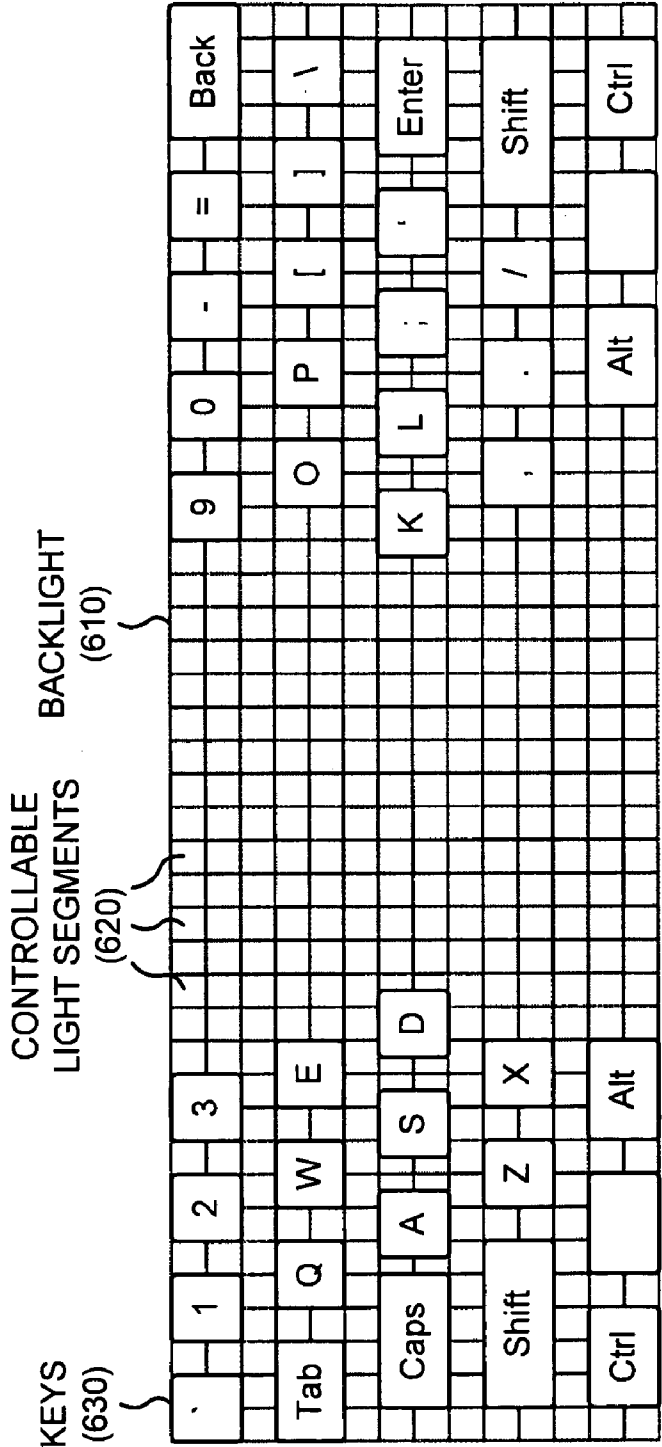 KEYS
(630)
CONTROLLABLE
LIGHT SEGMENTS
(620)
BACKLIGHT
(610)
` 1 2 3 9 0 - = Back
Tab Q W E O P [ ] \
Caps A S D K L ; ' Enter
Shift Z X , . / Shift
Ctrl Alt Alt Ctrl